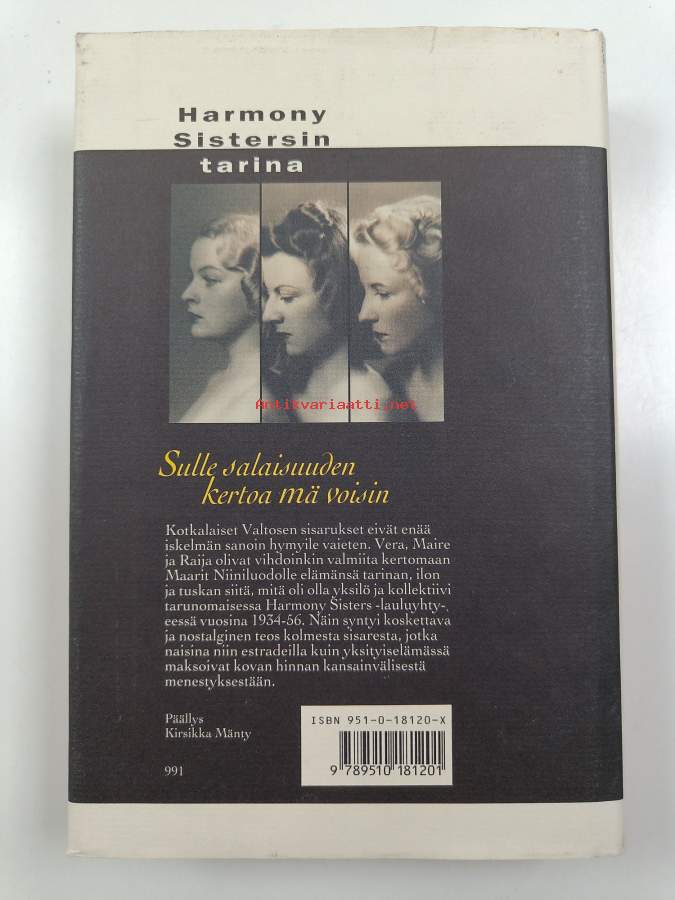 Harmony
Sistersin
tarina
Antikvariaatti.net
Sulle salaisuuden
kertoa mä voisin
Kotkalaiset Valtosen sisarukset eivät enää
iskelmän sanoin hymyile vaieten. Vera, Maire
ja Raija olivat vihdoinkin valmiita kertomaan
Maarit Niiniluodolle elämänsä tarinan, ilon
ja tuskan siitä, mitä oli olla yksilö ja kollektiivi
tarunomaisessa Harmony Sisters -lauluyhty-
eessä vuosina 1934-56. Näin syntyi koskettava
ja nostalginen teos kolmesta sisaresta, jotka
naisina niin estradeilla kuin yksityiselämässä
maksoivat kovan hinnan kansainvälisestä
menestyksestään.
Päällys
Kirsikka Mänty
991
ISBN 951-0-18120-X
9 789510 181201